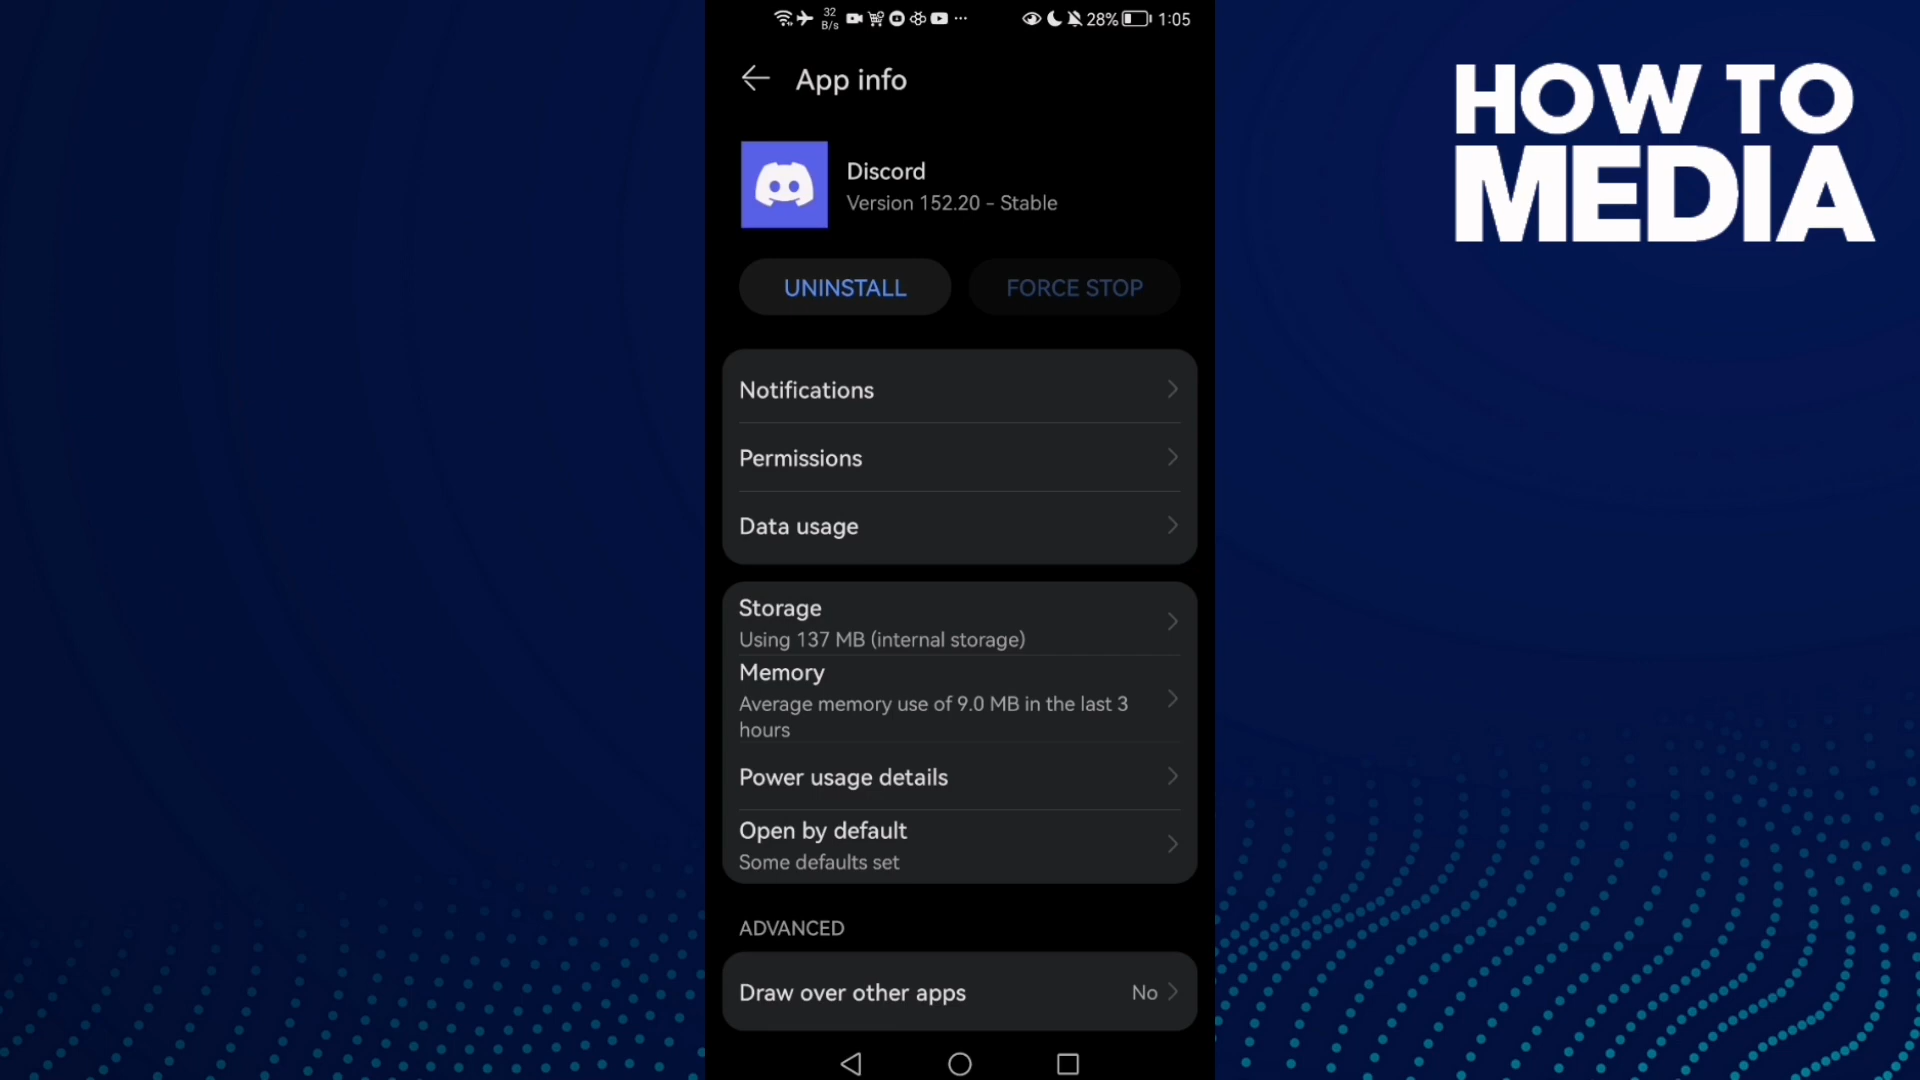 32
B/s
28%
1:05
HOW TO
MEDIA
App info
Discord
Version 152.20 - Stable
UNINSTALL
FORCE STOP
Notifications
Permissions
Data usage
Storage
Using 137 MB (internal storage)
Memory
Average memory use of 9.0 MB in the last 3
hours
Power usage details
Open by default
Some defaults set
ADVANCED
Draw over other apps
No